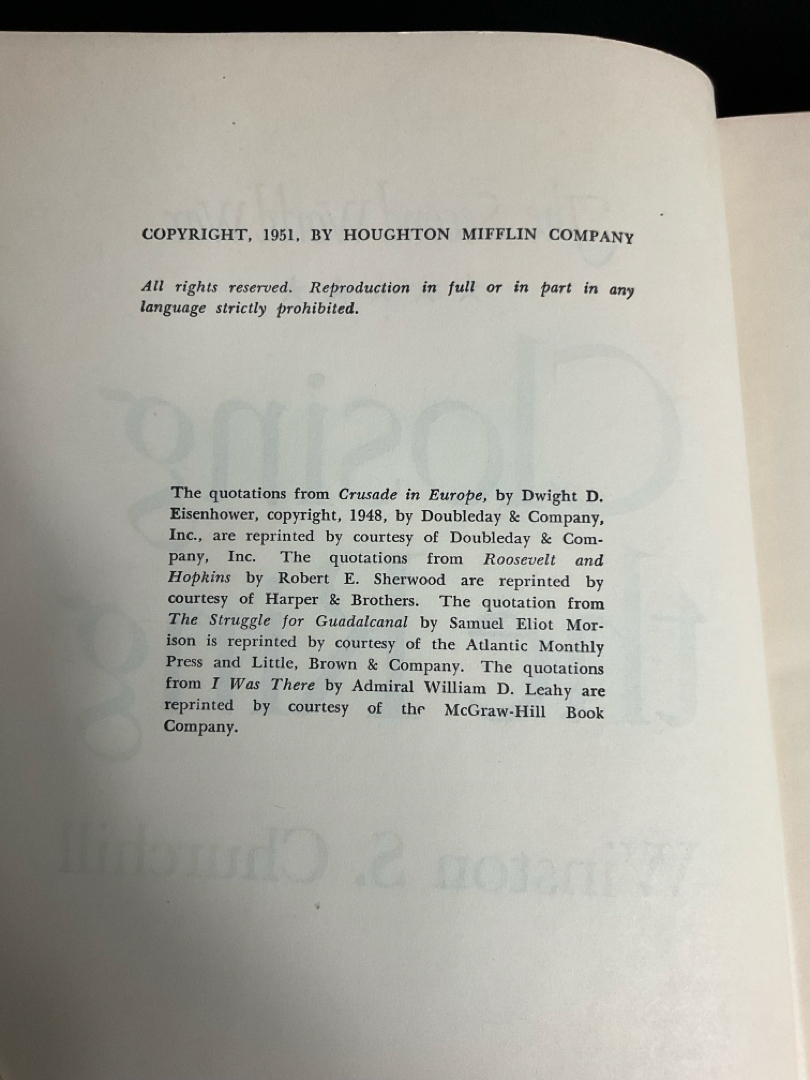 COPYRIGHT, 1951, BY HOUGHTON MIFFLIN COMPANY
All rights reserved. Reproduction in full or in part in any
language strictly prohibited.
The quotations from Crusade in Europe, by Dwight D.
Eisenhower, copyright, 1948, by Doubleday & Company,
Inc., are reprinted by courtesy of Doubleday & Com-
pany, Inc. The quotations from Roosevelt and
Hopkins by Robert E. Sherwood are reprinted by
courtesy of Harper & Brothers. The quotation from
The Struggle for Guadalcanal by Samuel Eliot Mor-
ison is reprinted by courtesy of the Atlantic Monthly
Press and Little, Brown & Company. The quotations
from I Was There by Admiral William D. Leahy are
reprinted by courtesy of the McGraw-Hill Book
Company.
Closing
Winston S. Churchill